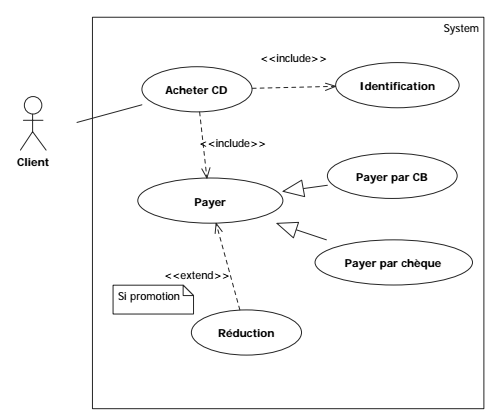 System
<<include>>
Acheter CD
Identification
Client
<<include>>
Payer par CB
Payer
Payer par chèque
<<extend>>
Si promotion
Réduction